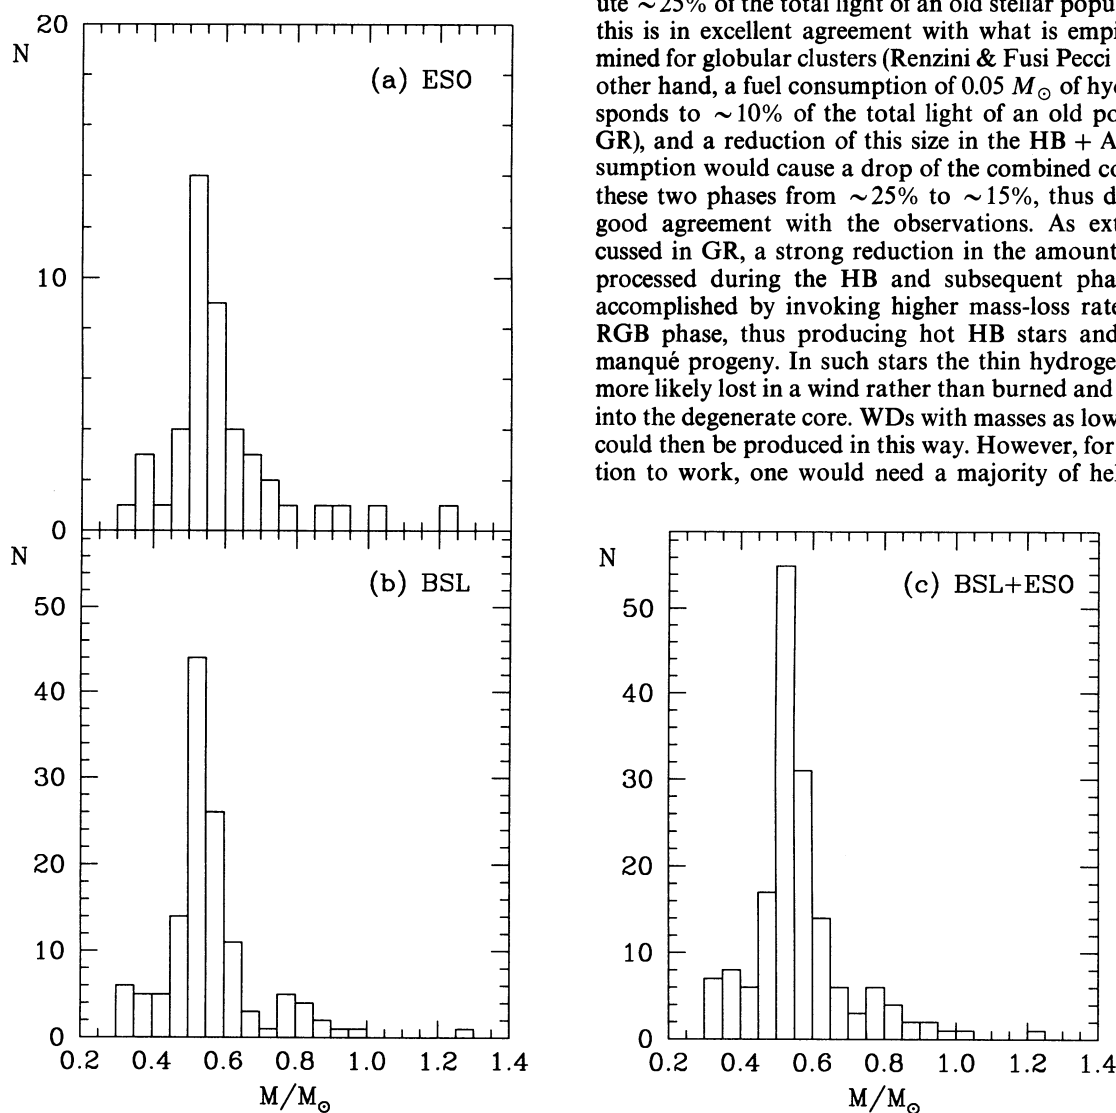 ute ~25% of the total light of an old stellar popul
this is in excellent agreement with what is empi
mined for globular clusters (Renzini & Fusi Pecci
other hand, a fuel consumption of 0.05 M☉ of hyd
sponds to ~10% of the total light of an old po
GR), and a reduction of this size in the HB + A
sumption would cause a drop of the combined co
these two phases from ~25% to ~15%, thus d
good agreement with the observations. As ext
cussed in GR, a strong reduction in the amount
processed during the HB and subsequent pha
accomplished by invoking higher mass-loss rate
RGB phase, thus producing hot HB stars and
manqué progeny. In such stars the thin hydroge
more likely lost in a wind rather than burned and
into the degenerate core. WDs with masses as low
could then be produced in this way. However, for
tion to work, one would need a majority of hel
20
N
(a) ESO
10
0
N
(b) BSL
50
40
30
20
10
0
0.2 0.4 0.6 0.8 1.0 1.2 1.4
M/M☉
N
(c) BSL+ESO
50
40
30
20
10
0
0.2 0.4 0.6 0.8 1.0 1.2 1.4
M/M☉